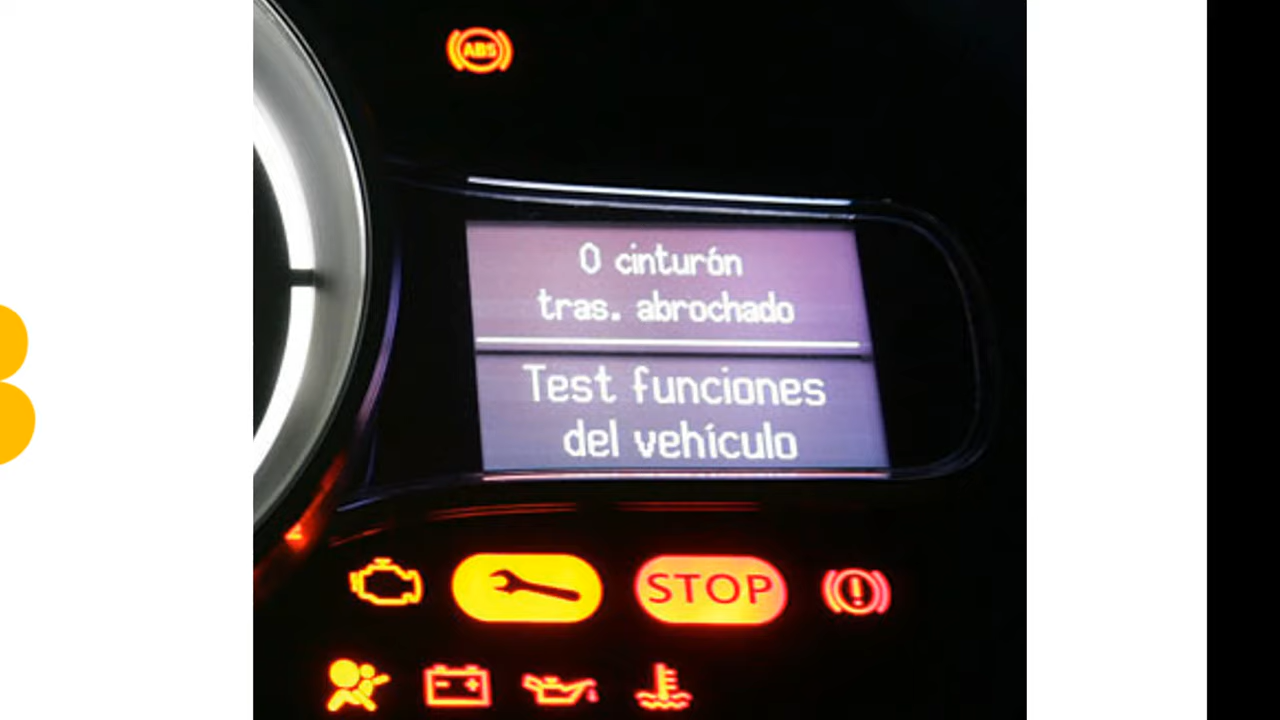 ABS
0 cinturón
tras. abrochado
Test funciones
del vehículo
STOP